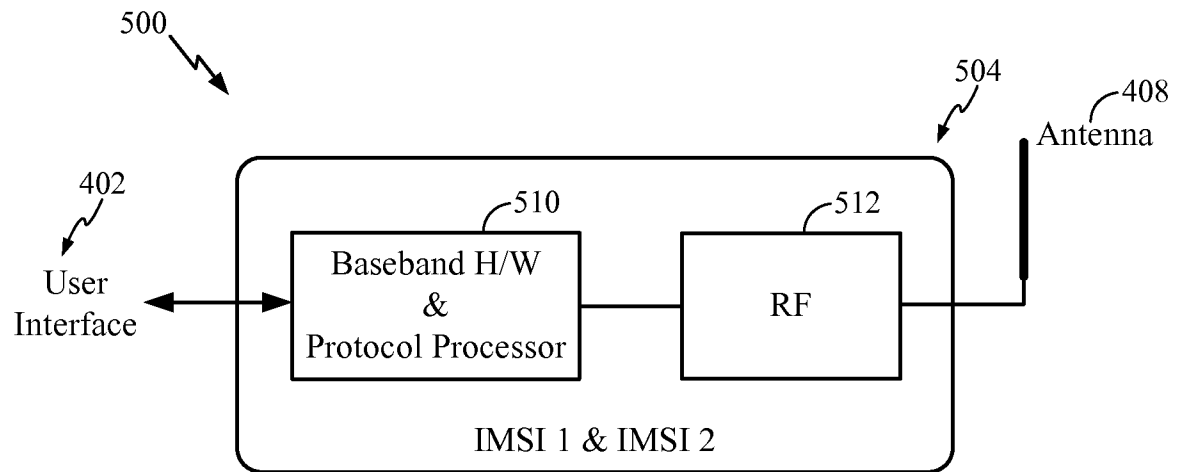 500
504
408
Antenna
402
510
512
User
Interface
Baseband H/W
&
Protocol Processor
RF
IMSI 1 & IMSI 2